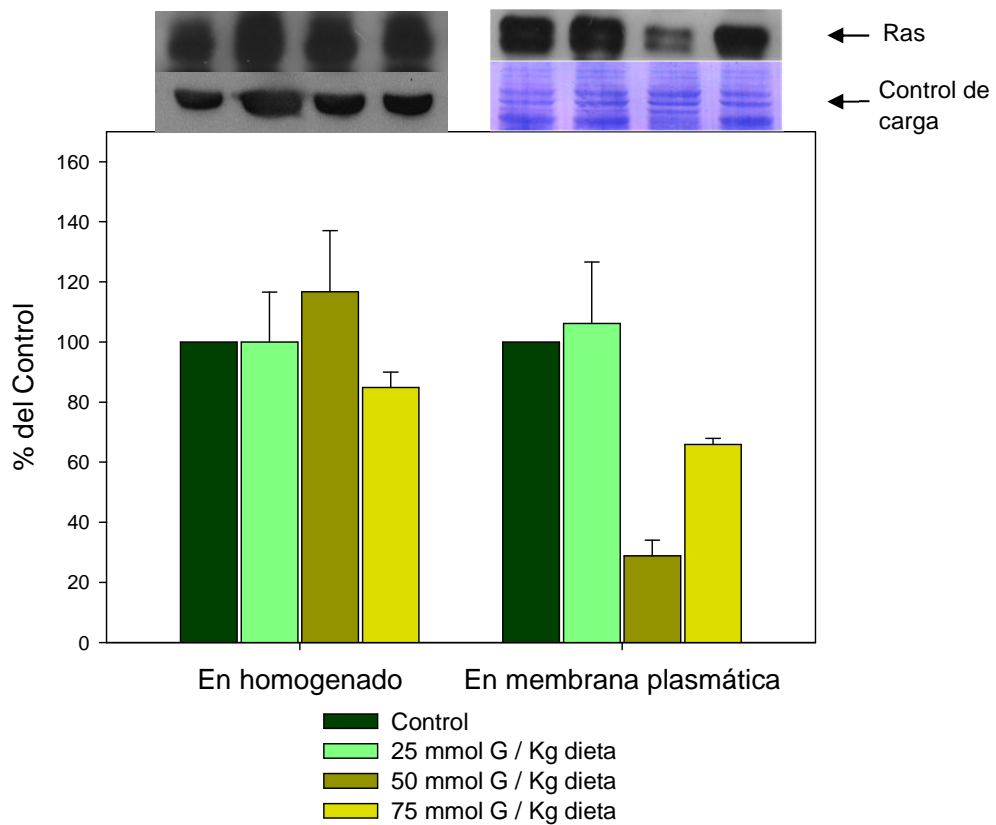 Ras
Control de
carga
160
140
120
100
80
60
40
20
0
% del Control
En homogenado
En membrana plasmática
Control
25 mmol G / Kg dieta
50 mmol G / Kg dieta
75 mmol G / Kg dieta